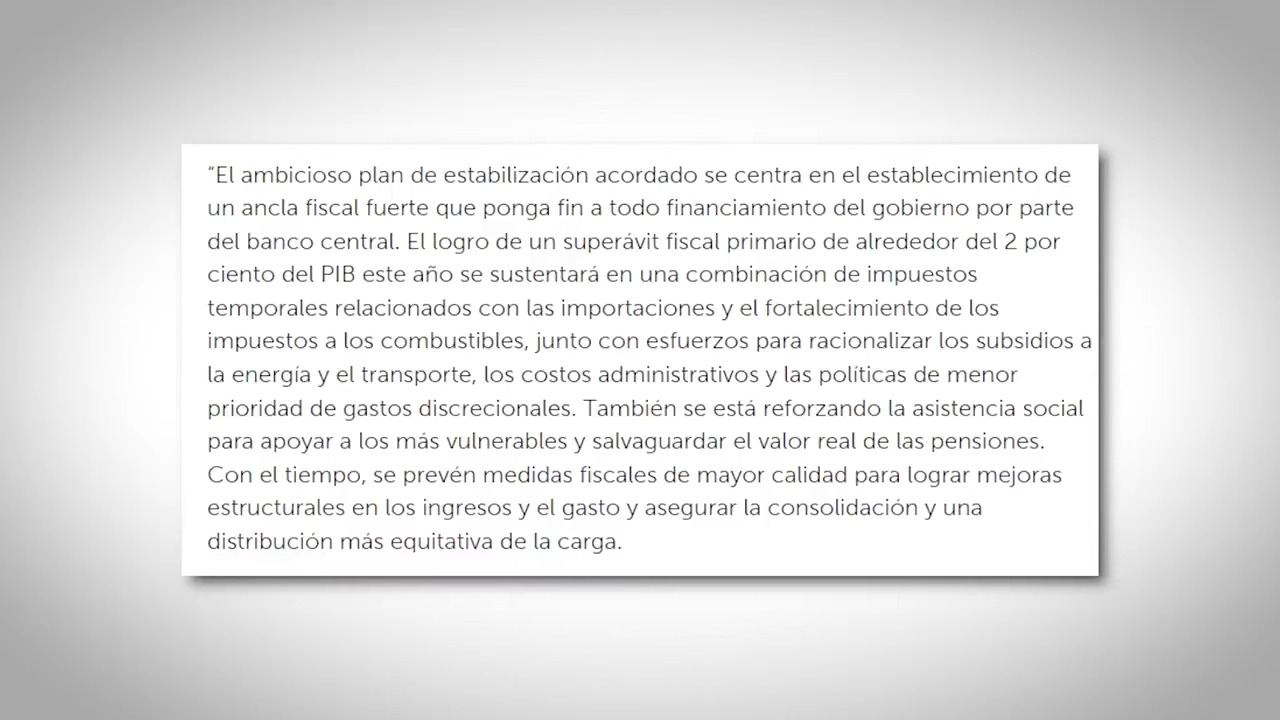 “El ambicioso plan de estabilización acordado se centra en el establecimiento de
un ancla fiscal fuerte que ponga fin a todo financiamiento del gobierno por parte
del banco central. El logro de un superávit fiscal primario de alrededor del 2 por
ciento del PIB este año se sustentará en una combinación de impuestos
temporales relacionados con las importaciones y el fortalecimiento de los
impuestos a los combustibles, junto con esfuerzos para racionalizar los subsidios a
la energía y el transporte, los costos administrativos y las políticas de menor
prioridad de gastos discrecionales. También se está reforzando la asistencia social
para apoyar a los más vulnerables y salvaguardar el valor real de las pensiones.
Con el tiempo, se prevén medidas fiscales de mayor calidad para lograr mejoras
estructurales en los ingresos y el gasto y asegurar la consolidación y una
distribución más equitativa de la carga.